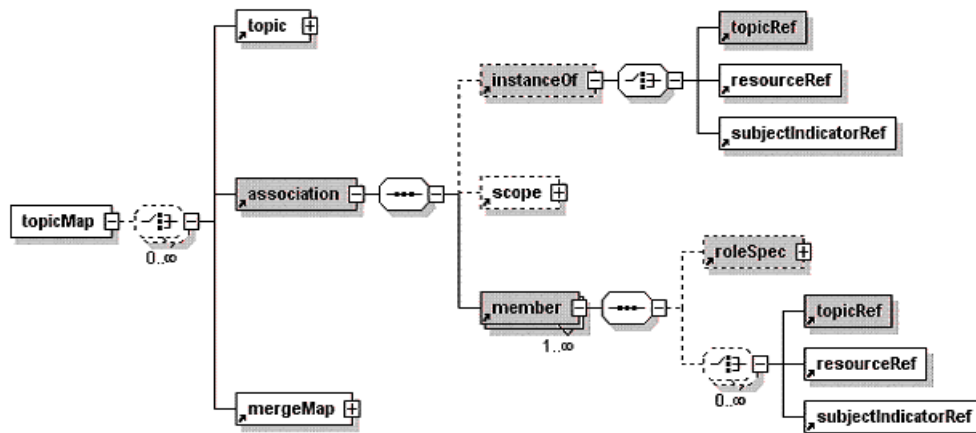 topic
topicRef
instanceOf
resourceRef
subjectIndicatorRef
association
scope
topicMap
0..∞
roleSpec
member
1..∞
topicRef
resourceRef
0..∞
mergeMap
subjectIndicatorRef